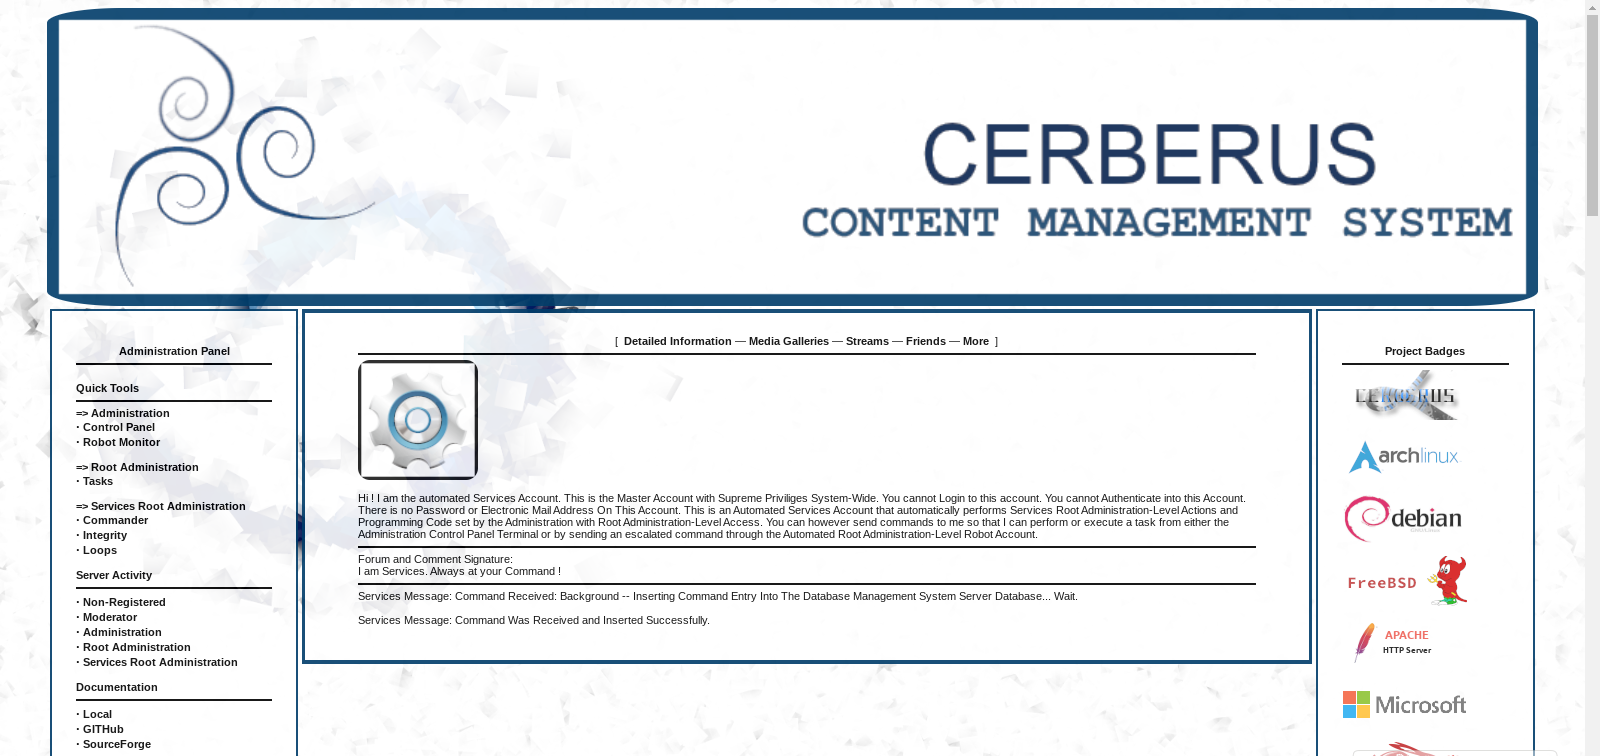 CERBERUS
CONTENT MANAGEMENT SYSTEM
Administration Panel
Quick Tools
=> Administration
· Control Panel
· Robot Monitor
=> Root Administration
· Tasks
=> Services Root Administration
· Commander
· Integrity
· Loops
Server Activity
· Non-Registered
· Moderator
· Administration
· Root Administration
· Services Root Administration
Documentation
· Local
· GITHub
· SourceForge
[ Detailed Information — Media Galleries — Streams — Friends — More ]
Hi ! I am the automated Services Account. This is the Master Account with Supreme Priviliges System-Wide. You cannot Login to this account. You cannot Authenticate into this Account.
There is no Password or Electronic Mail Address On This Account. This is an Automated Services Account that automatically performs Services Root Administration-Level Actions and
Programming Code set by the Administration with Root Administration-Level Access. You can however send commands to me so that I can perform or execute a task from either the
Administration Control Panel Terminal or by sending an escalated command through the Automated Root Administration-Level Robot Account.
Forum and Comment Signature:
I am Services. Always at your Command !
Services Message: Command Received: Background -- Inserting Command Entry Into The Database Management System Server Database... Wait.
Services Message: Command Was Received and Inserted Successfully.
Project Badges
CERBERUS
archlinux
debian
FreeBSD
APACHE
HTTP Server
Microsoft